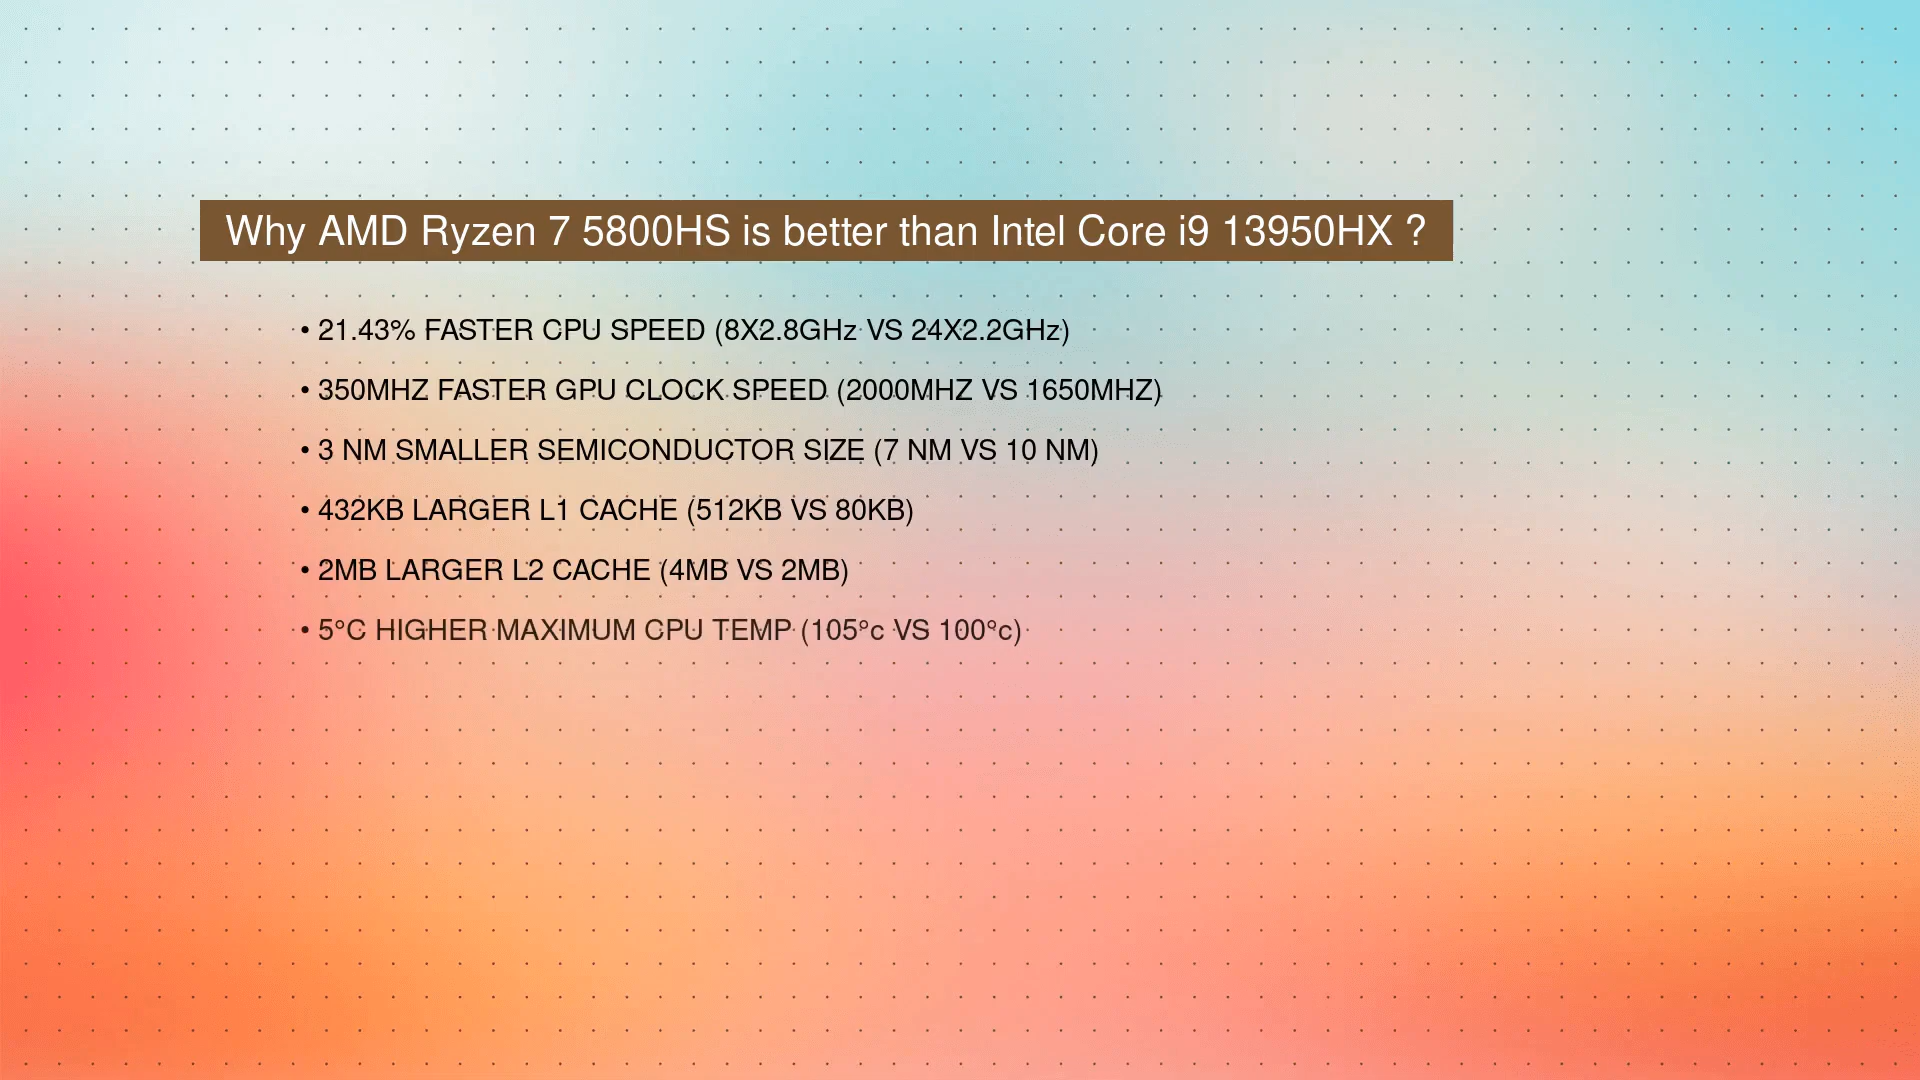 Why AMD Ryzen 7 5800HS is better than Intel Core i9 13950HX ?
• 21.43% FASTER CPU SPEED (8X2.8GHz VS 24X2.2GHz)
• 350MHZ FASTER GPU CLOCK SPEED (2000MHZ VS 1650MHZ)
• 3 NM SMALLER SEMICONDUCTOR SIZE (7 NM VS 10 NM)
• 432KB LARGER L1 CACHE (512KB VS 80KB)
• 2MB LARGER L2 CACHE (4MB VS 2MB)
• 5°C HIGHER MAXIMUM CPU TEMP (105°c VS 100°c)